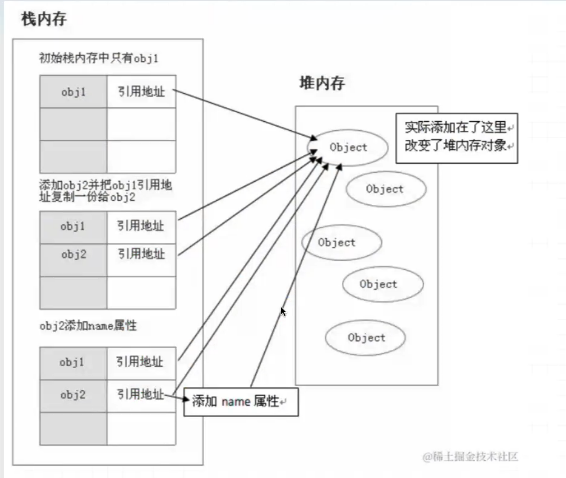 栈内存
初始栈内存中只有obj1
obj1 引用地址
添加obj2并把obj1引用地
址复制一份给obj2
obj1 引用地址
obj2 引用地址
obj2添加name属性
obj1 引用地址
obj2 引用地址
添加 name 属性
堆内存
Object
Object
Object
Object
Object
实际添加在了这里
改变了堆内存对象
@稀土掘金技术社区